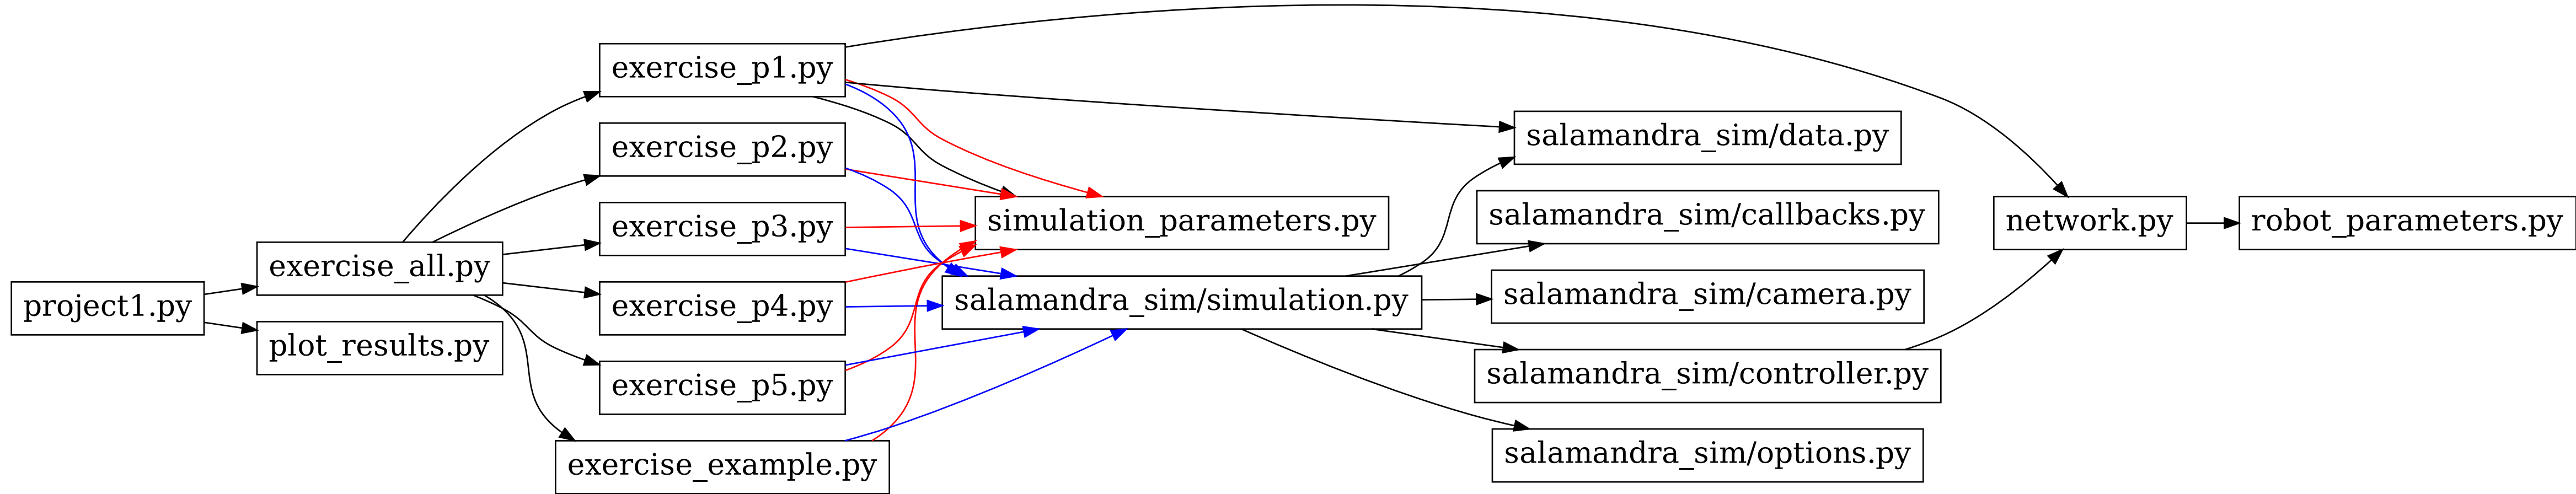 project1.py
exercise_all.py
plot_results.py
exercise_p1.py
exercise_p2.py
exercise_p3.py
exercise_p4.py
exercise_p5.py
exercise_example.py
simulation_parameters.py
salamandra_sim/simulation.py
salamandra_sim/data.py
salamandra_sim/callbacks.py
salamandra_sim/camera.py
salamandra_sim/controller.py
salamandra_sim/options.py
network.py
robot_parameters.py